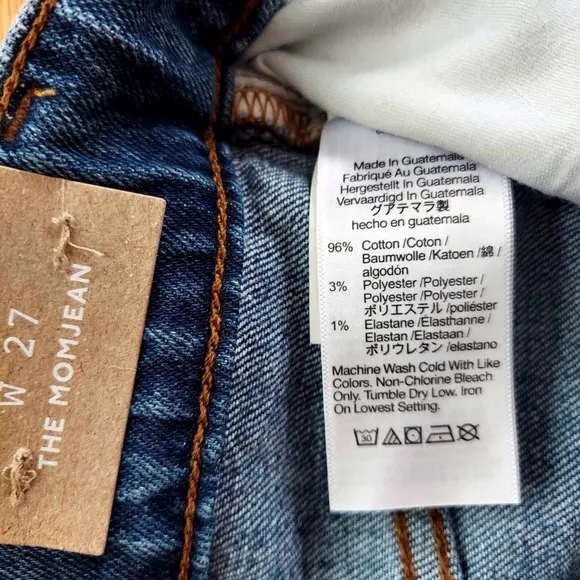 W 27
THE MOMJEAN
Made In Guatemala
Fabriqué Au Guatemala
Hergestellt In Guatemala
Vervaardigd In Guatemala
グアテマラ製
hecho en guatemala
96% Cotton /Coton /
Baumwolle /Katoen /綿 /
algodón
3% Polyester /Polyester /
Polyester /Polyester /
ポリエステル /poliéster
1% Elastane /Élasthanne /
Elastan /Elastaan /
ポリウレタン /elastano
Machine Wash Cold With Like
Colors. Non-Chlorine Bleach
Only. Tumble Dry Low. Iron
On Lowest Setting.
30